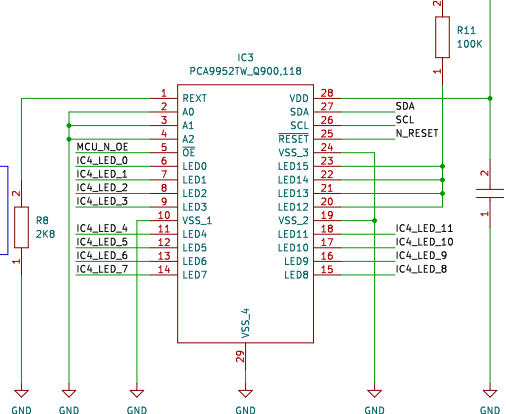 2
R11
100K
1
IC3
PCA9952TW_Q900,118
1 REXT VDD 28
2 A0 SDA 27 SDA
3 A1 SCL 26 SCL
4 A2 RESET 25 N_RESET
MCU_N_OE 5 OE VSS_3 24
IC4_LED_0 6 LED0 LED15 23
IC4_LED_1 7 LED1 LED14 22
IC4_LED_2 8 LED2 LED13 21
IC4_LED_3 9 LED3 LED12 20
10 VSS_1 VSS_2 19
IC4_LED_4 11 LED4 LED11 18 IC4_LED_11
IC4_LED_5 12 LED5 LED10 17 IC4_LED_10
IC4_LED_6 13 LED6 LED9 16 IC4_LED_9
IC4_LED_7 14 LED7 LED8 15 IC4_LED_8
2
R8
2K8
1
2
1
VSS_4
29
GND GND GND GND GND GND